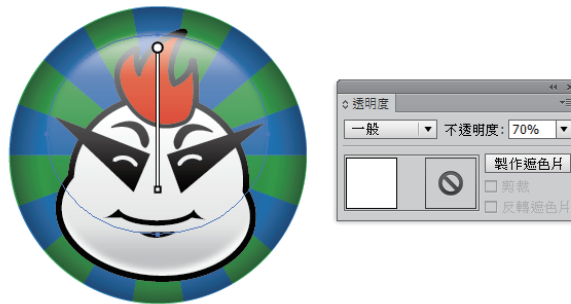 透明度
一般
不透明度: 70%
製作遮色片
剪裁
反轉遮色片